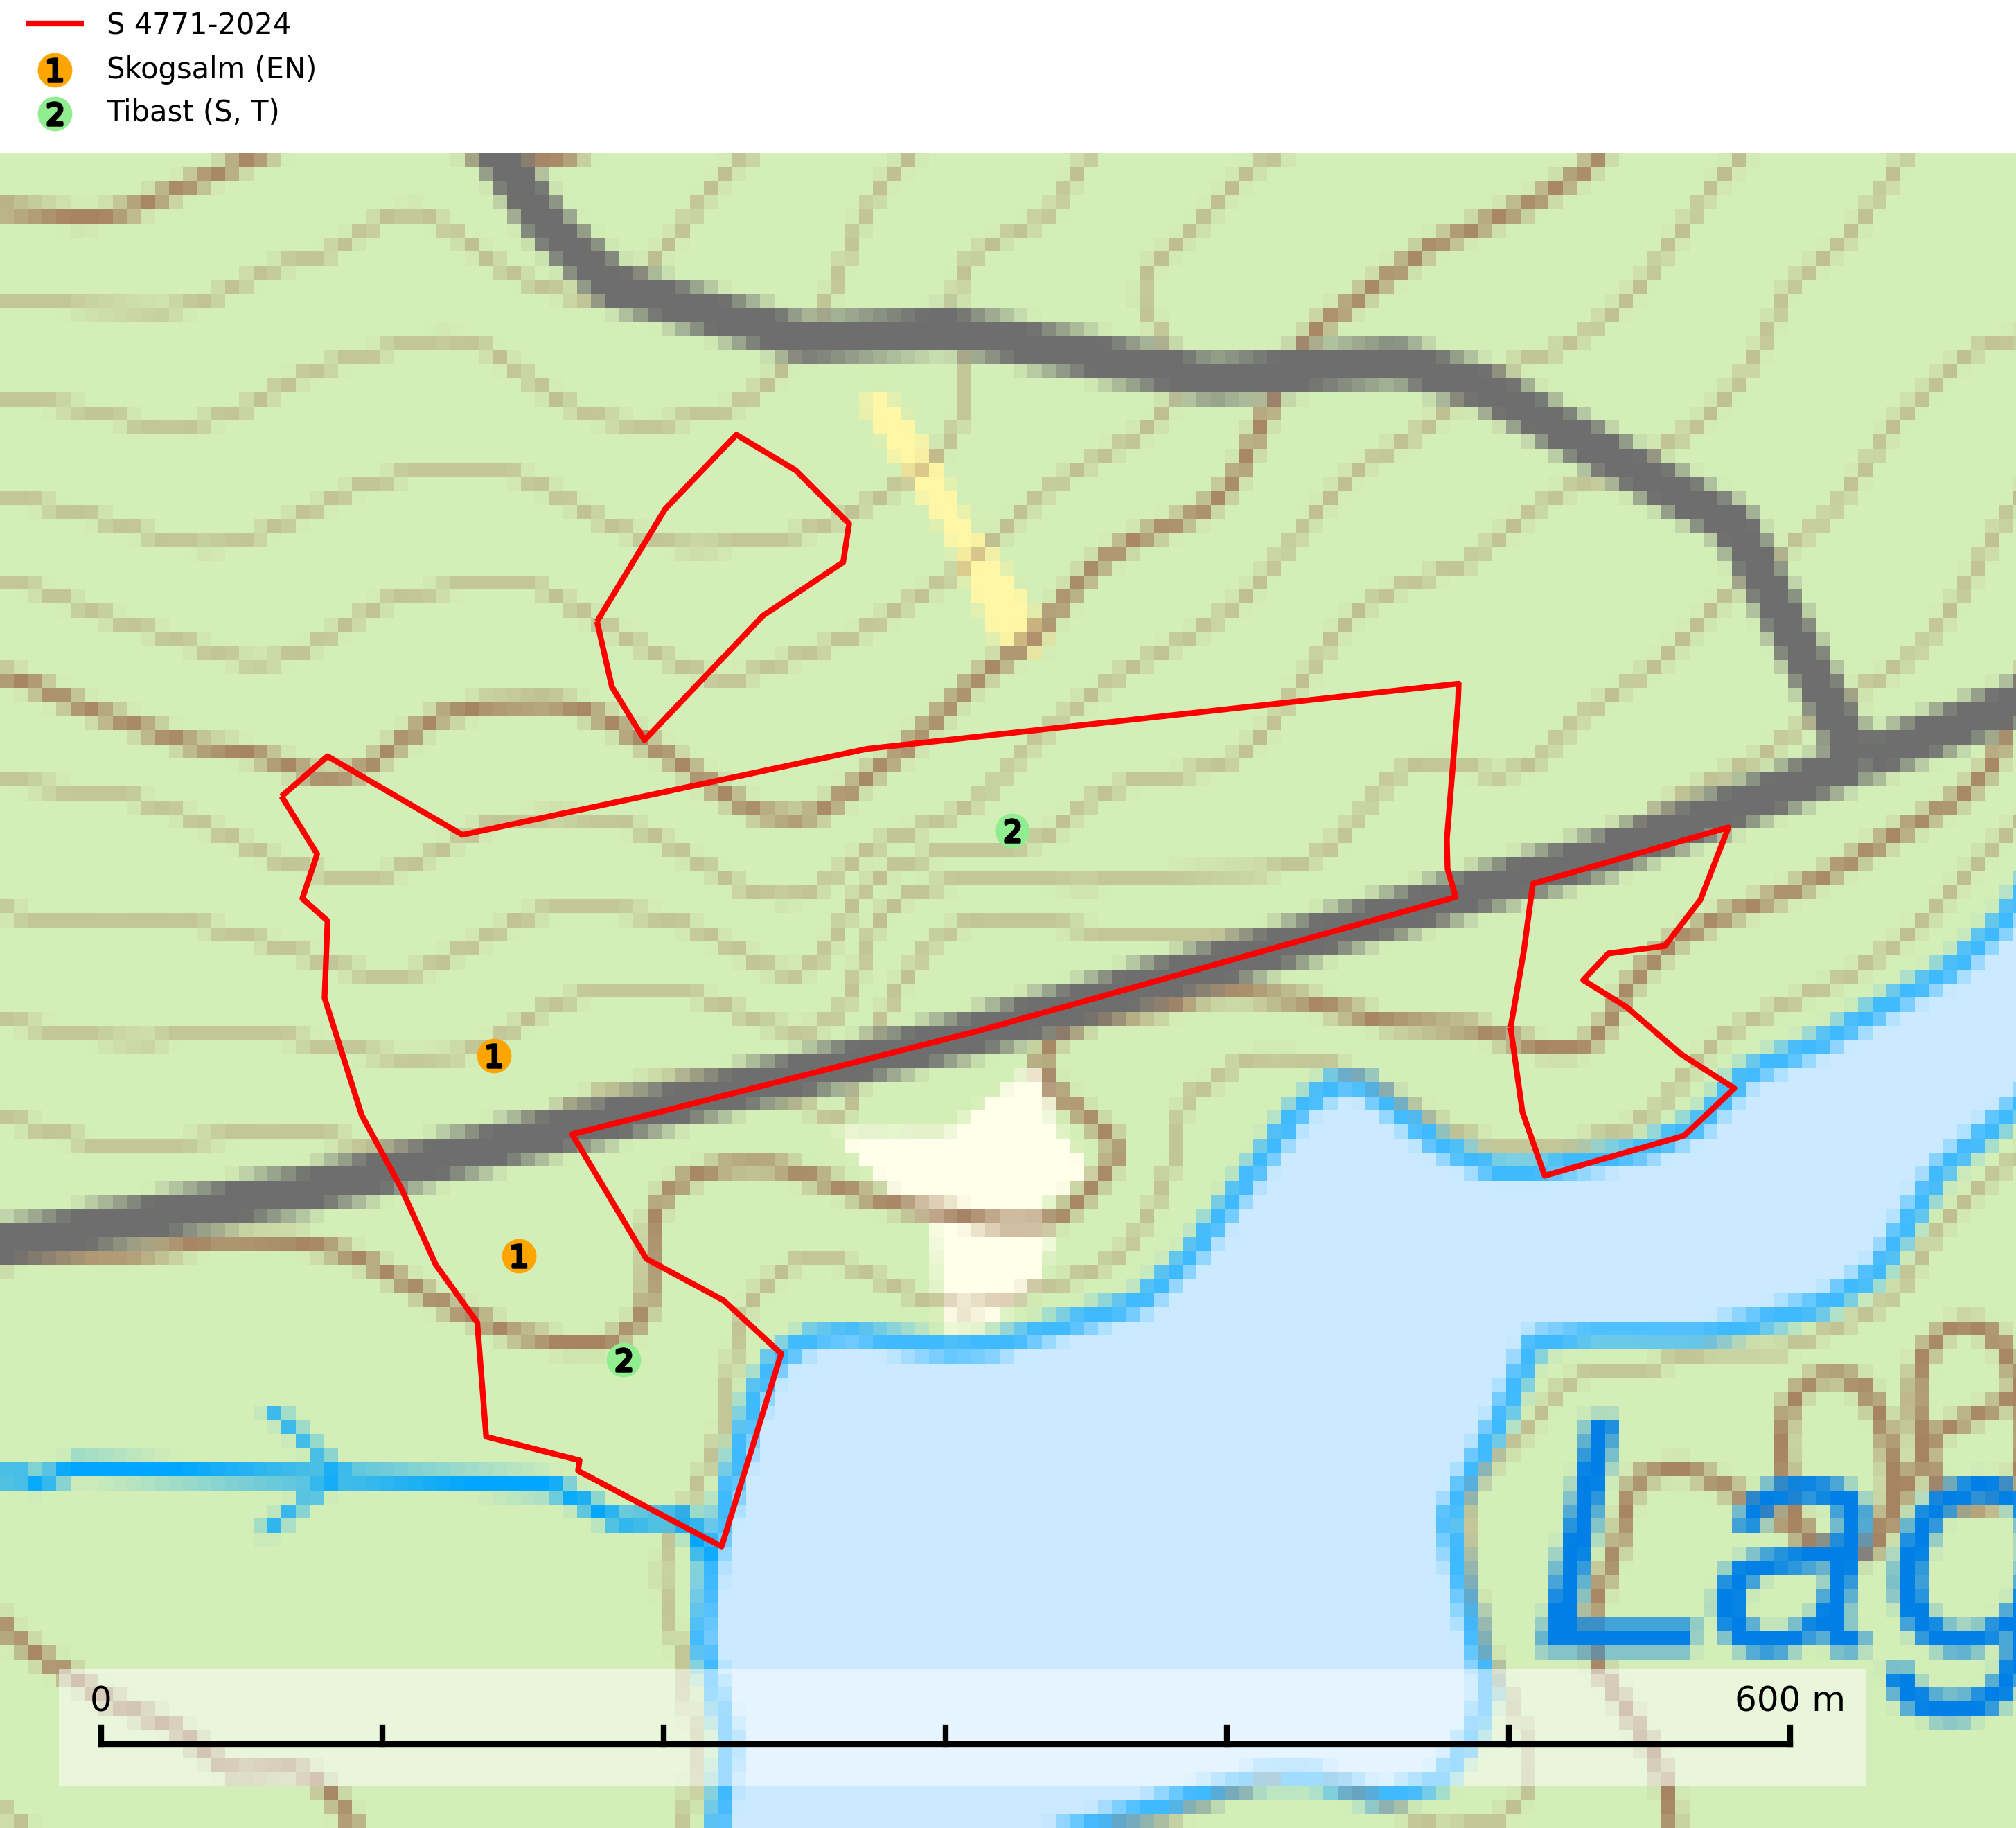 S 4771-2024
1 Skogsalm (EN)
2 Tibast (S, T)
2
1
1
2
Lag
0 600 m